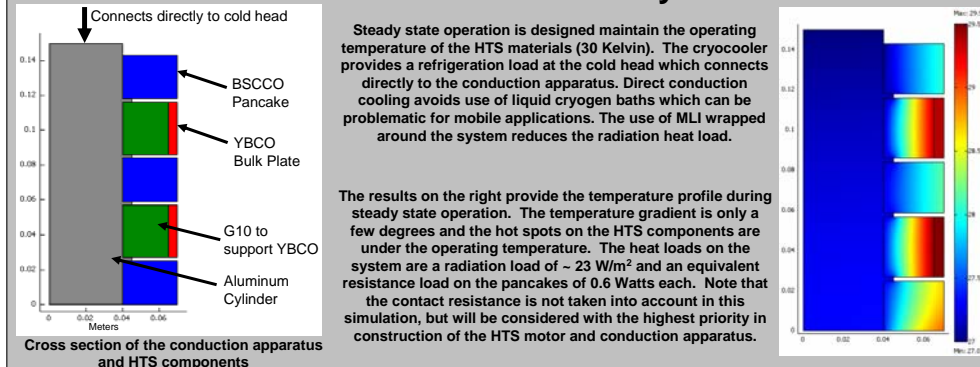 Connects directly to cold head
0.14
0.12
0.1
0.08
0.06
0.04
0.02
0
0 0.02 0.04 0.06
Meters
BSCCO
Pancake
YBCO
Bulk Plate
G10 to
support YBCO
Aluminum
Cylinder
Cross section of the conduction apparatus
and HTS components
Steady state operation is designed maintain the operating
temperature of the HTS materials (30 Kelvin). The cryocooler
provides a refrigeration load at the cold head which connects
directly to the conduction apparatus. Direct conduction
cooling avoids use of liquid cryogen baths which can be
problematic for mobile applications. The use of MLI wrapped
around the system reduces the radiation heat load.
The results on the right provide the temperature profile during
steady state operation. The temperature gradient is only a
few degrees and the hot spots on the HTS components are
under the operating temperature. The heat loads on the
system are a radiation load of ~ 23 W/m² and an equivalent
resistance load on the pancakes of 0.6 Watts each. Note that
the contact resistance is not taken into account in this
simulation, but will be considered with the highest priority in
construction of the HTS motor and conduction apparatus.
0.14
0.12
0.1
0.08
0.06
0.04
0.02
0
0 0.02 0.04 0.06
28
27